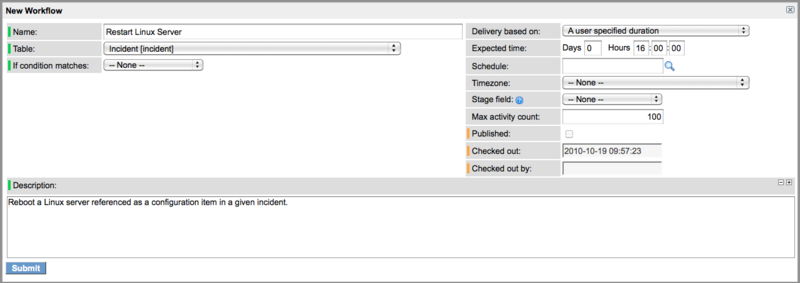 New Workflow
Name: Restart Linux Server
Table: Incident [incident]
If condition matches: -- None --
Delivery based on: A user specified duration
Expected time: Days 0 Hours 16 : 00 : 00
Schedule:
Timezone: -- None --
Stage field: -- None --
Max activity count: 100
Published:
Checked out: 2010-10-19 09:57:23
Checked out by:
Description:
Reboot a Linux server referenced as a configuration item in a given incident.
Submit